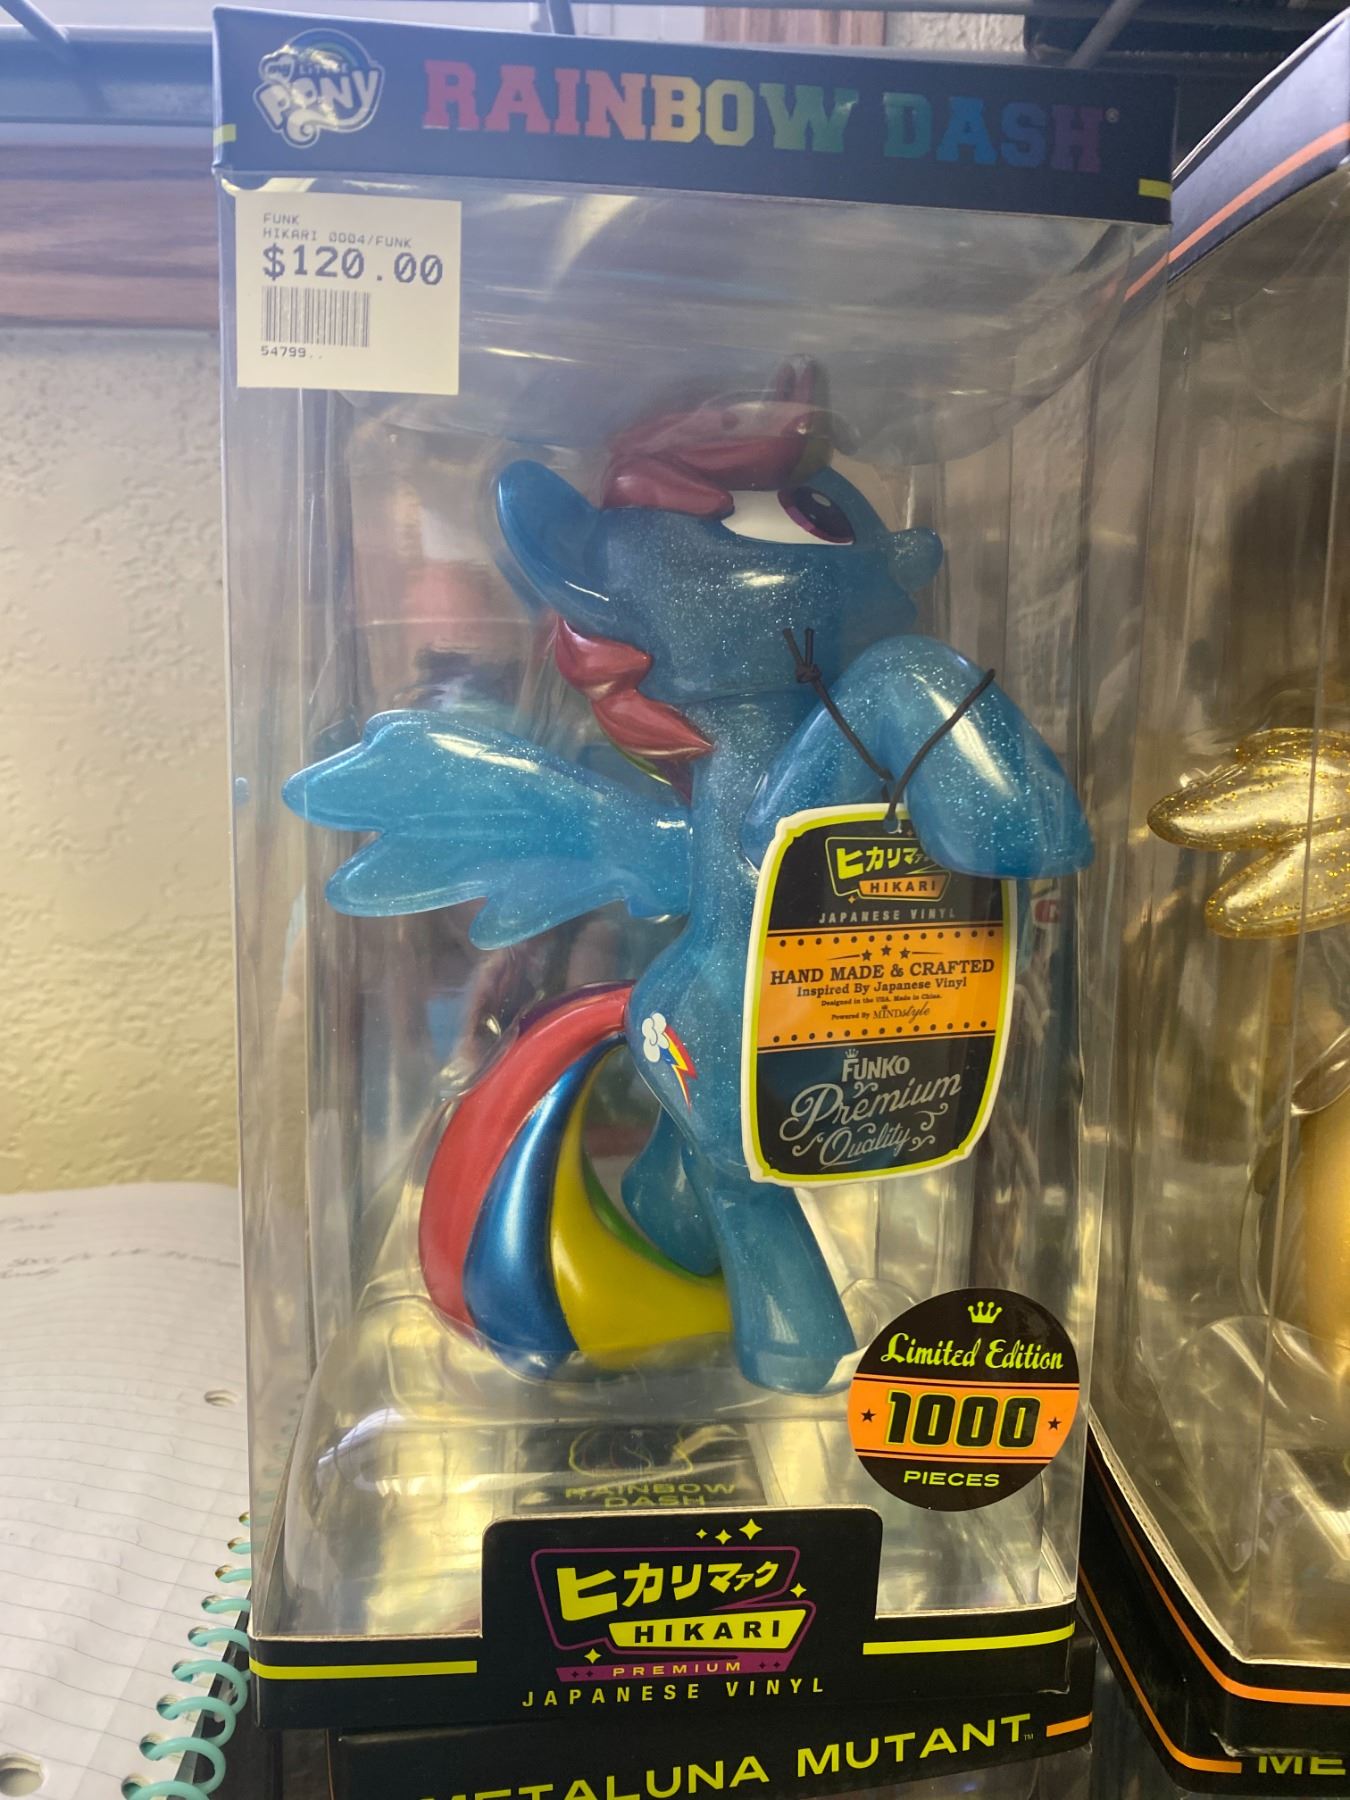 MY LITTLE
PONY
RAINBOW DASH®
FUNK
HIKARI 0004/FUNK
$120.00
54799..
ヒカリマァク
HIKARI
JAPANESE VINYL
HAND MADE & CRAFTED
Inspired By Japanese Vinyl
Designed in the USA. Made in China.
Powered By MINDstyle
FUNKO
Premium
Quality
Limited Edition
1000
PIECES
RAINBOW
DASH
ヒカリマァク
HIKARI
PREMIUM
JAPANESE VINYL
METALUNA MUTANT™
ME